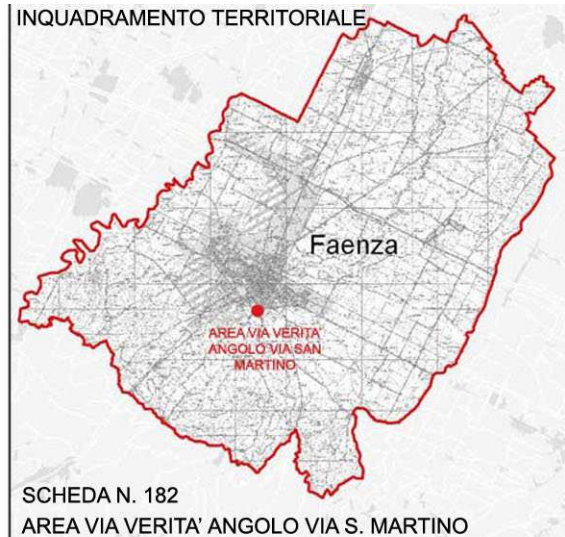 INQUADRAMENTO TERRITORIALE
Faenza
AREA VIA VERITA'
ANGOLO VIA SAN
MARTINO
SCHEDA N. 182
AREA VIA VERITA' ANGOLO VIA S. MARTINO